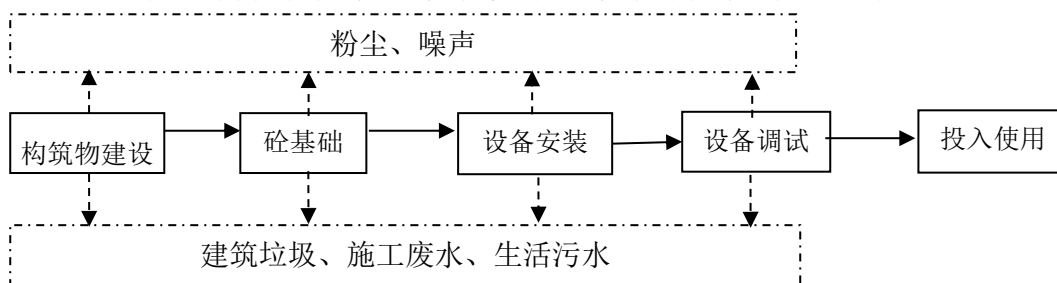 粉尘、噪声
构筑物建设
砼基础
设备安装
设备调试
投入使用
建筑垃圾、施工废水、生活污水